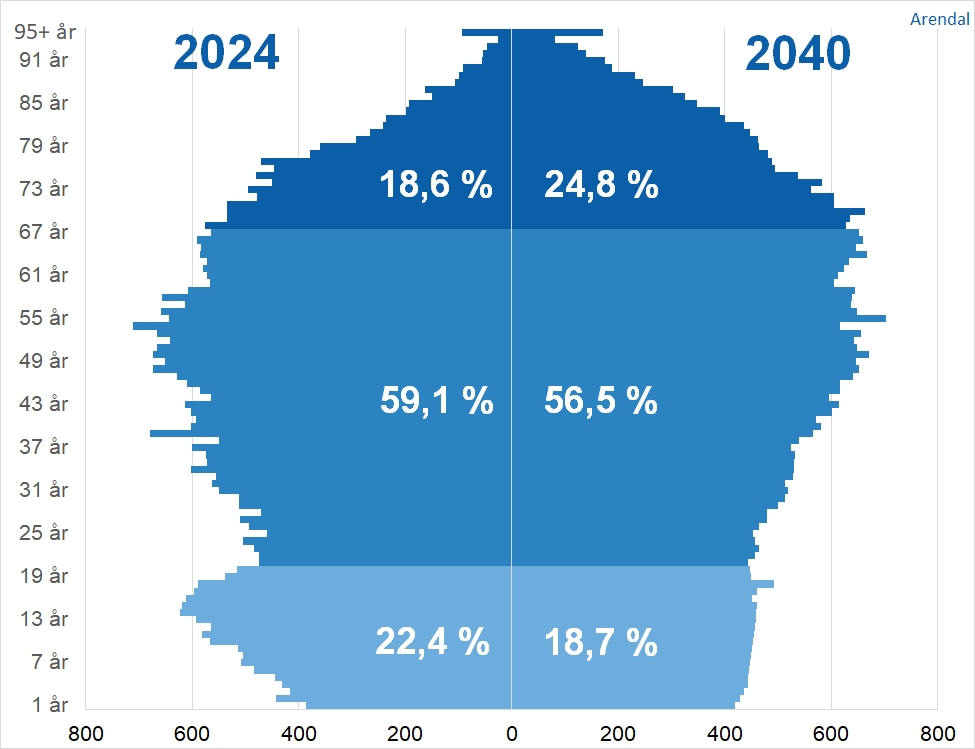 Arendal
2024 2040
95+ år
91 år
85 år
79 år
73 år
67 år
61 år
55 år
49 år
43 år
37 år
31 år
25 år
19 år
13 år
7 år
1 år
18,6 % 24,8 %
59,1 % 56,5 %
22,4 % 18,7 %
800 600 400 200 0 200 400 600 800